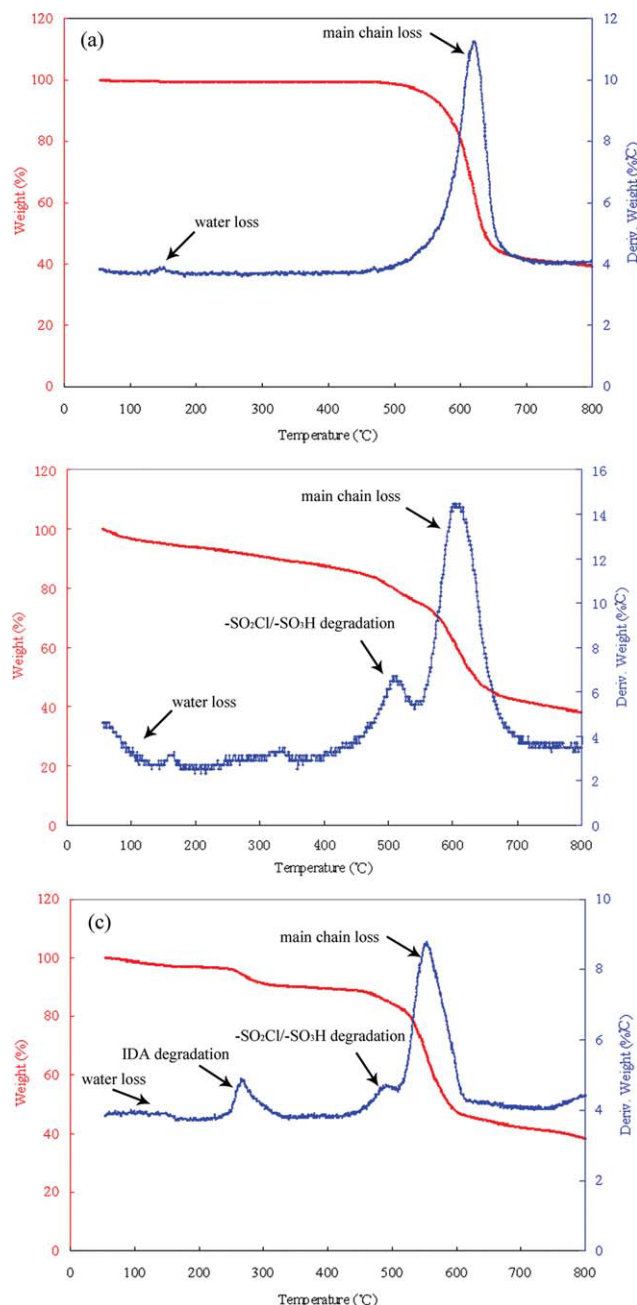 (a)
main chain loss
water loss
120
100
80
60
40
20
0
Weight (%)
12
10
8
6
4
2
0
Deriv. Weight (%/℃)
0 100 200 300 400 500 600 700 800
Temperature (℃)
main chain loss
-SO₂Cl/-SO₃H degradation
water loss
120
100
80
60
40
20
0
Weight (%)
16
14
12
10
8
6
4
2
0
Deriv. Weight (%/℃)
0 100 200 300 400 500 600 700 800
Temperature (℃)
(c)
main chain loss
-SO₂Cl/-SO₃H degradation
IDA degradation
water loss
120
100
80
60
40
20
0
Weight (%)
10
8
6
4
2
0
Deriv. Weight (%/℃)
0 100 200 300 400 500 600 700 800
Temperature (℃)